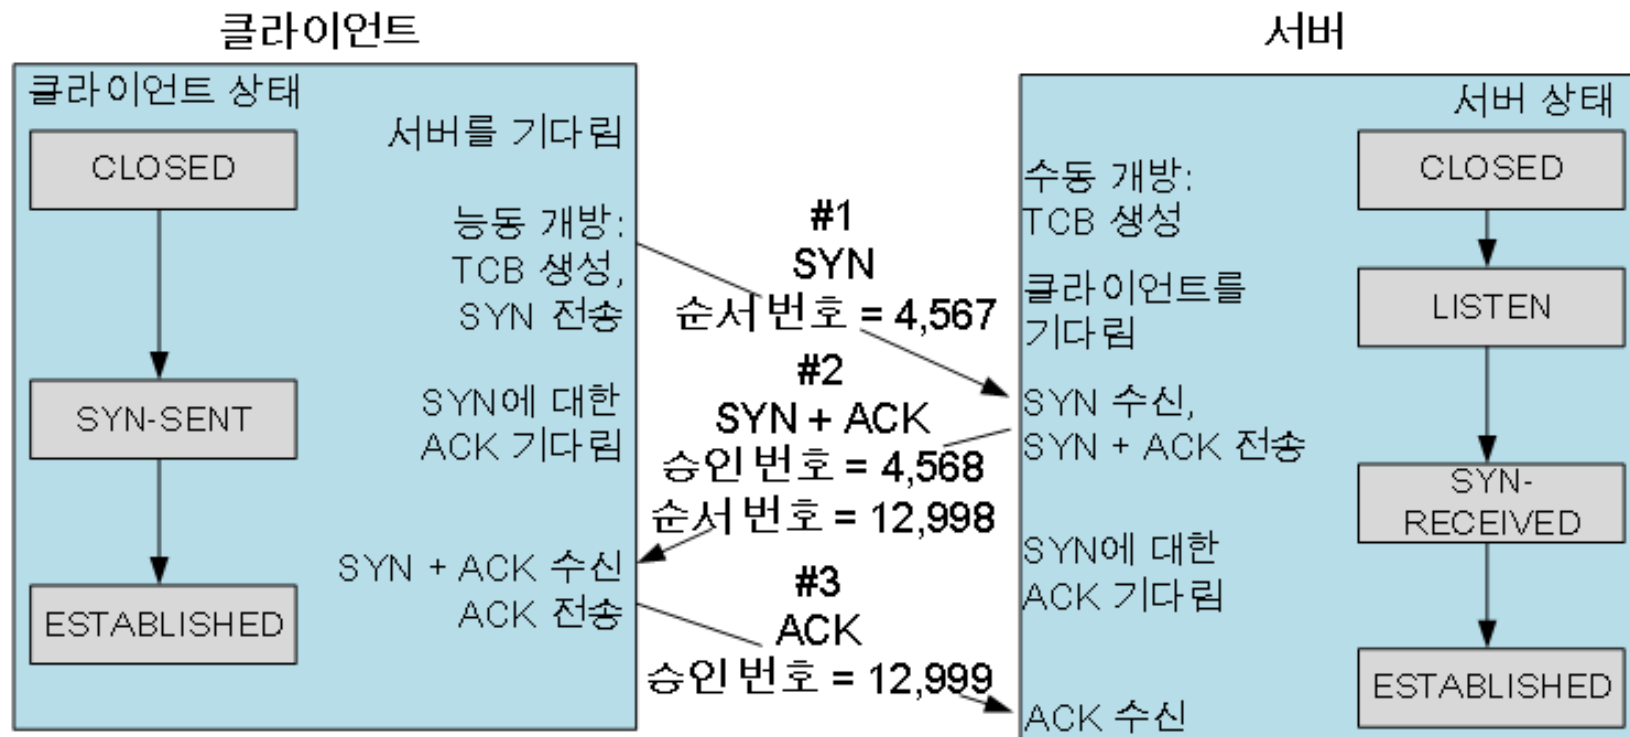 클라이언트
클라이언트 상태
CLOSED
SYN-SENT
ESTABLISHED
서버를 기다림
능동 개방:
TCB 생성,
SYN 전송
SYN에 대한
ACK 기다림
SYN + ACK 수신
ACK 전송
#1
SYN
순서 번호 = 4,567
#2
SYN + ACK
승인 번호 = 4,568
순서 번호 = 12,998
#3
ACK
승인 번호 = 12,999
서버
서버 상태
수동 개방:
TCB 생성
클라이언트를
기다림
SYN 수신,
SYN + ACK 전송
SYN에 대한
ACK 기다림
ACK 수신
CLOSED
LISTEN
SYN-
RECEIVED
ESTABLISHED